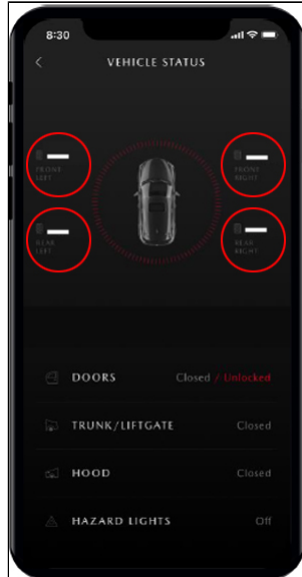 8:30
VEHICLE STATUS
FRONT
LEFT
FRONT
RIGHT
REAR
LEFT
REAR
RIGHT
DOORS Closed / Unlocked
TRUNK/LIFTGATE Closed
HOOD Closed
HAZARD LIGHTS Off